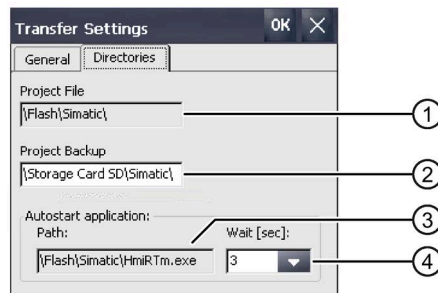 Transfer Settings OK
General Directories
Project File
\Flash\Simatic\
1
Project Backup
\Storage Card SD\Simatic\
2
Autostart application:
3
Path: Wait [sec]:
\Flash\Simatic\HmiRTm.exe 3
4